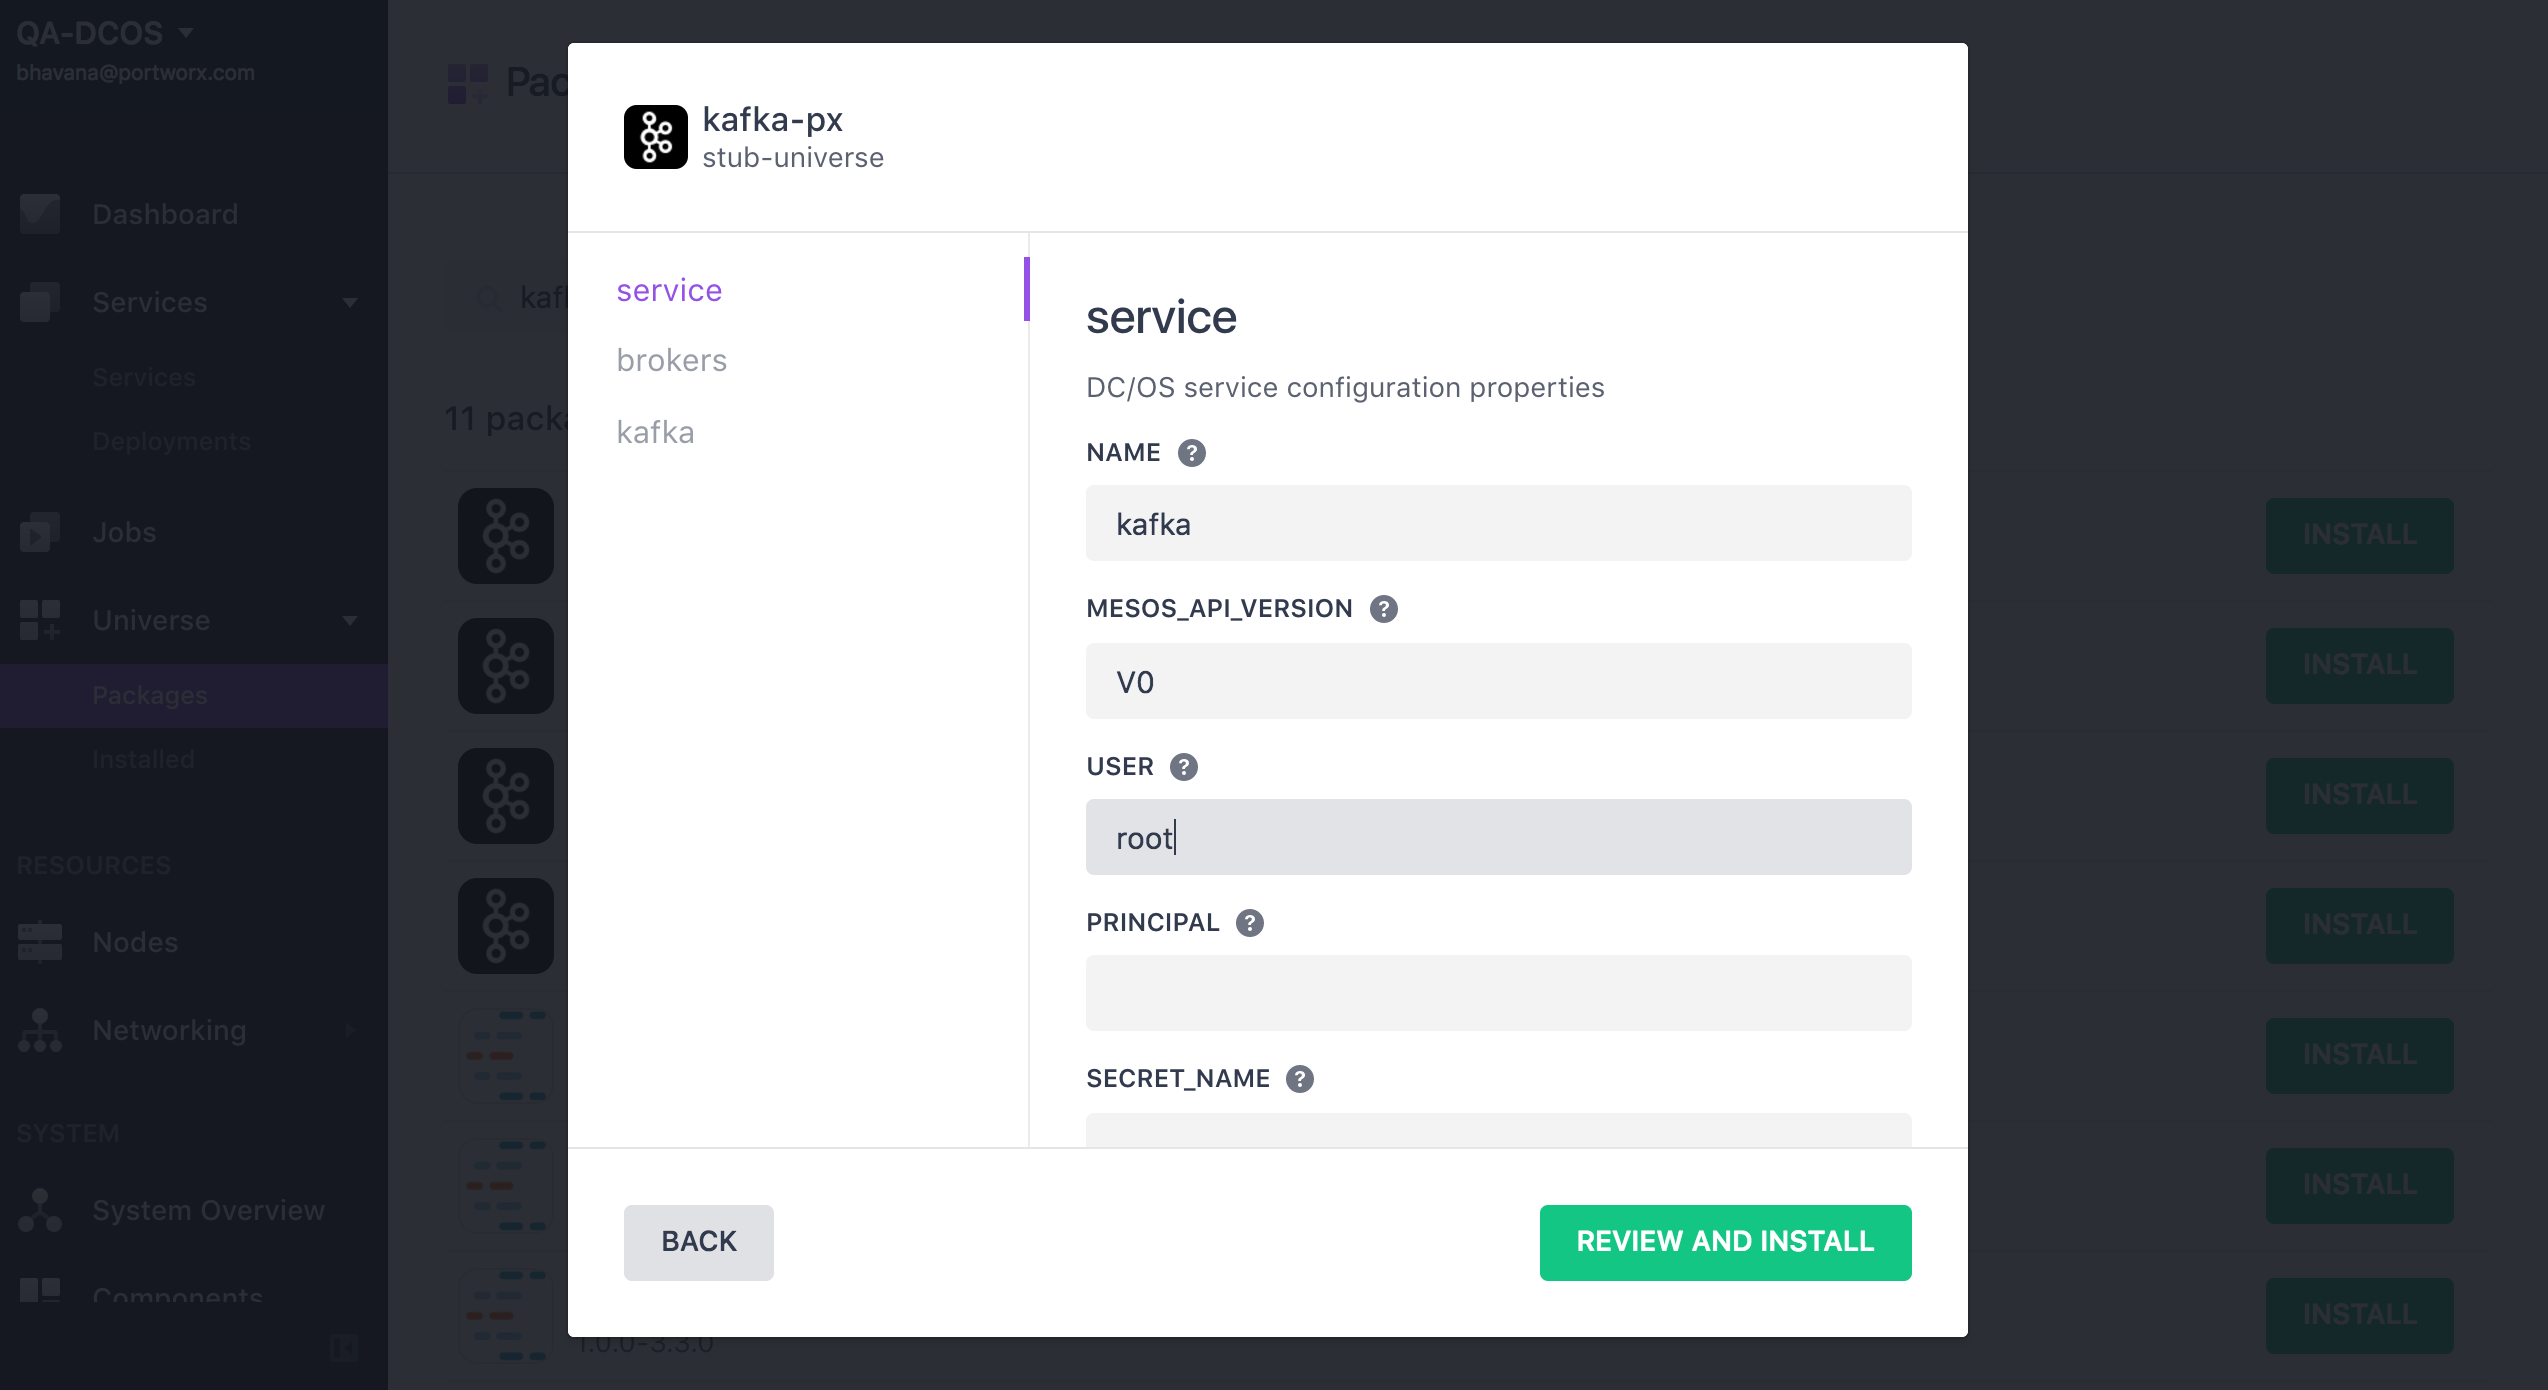 QA-DCOS
bhavana@portworx.com
Dashboard
Services
Services
Deployments
Jobs
Universe
Packages
Installed
RESOURCES
Nodes
Networking
SYSTEM
System Overview
Components
11
INSTALL
INSTALL
INSTALL
INSTALL
INSTALL
INSTALL
INSTALL
1.0.0-3.3.0
kafka-px
stub-universe
service
brokers
kafka
service
DC/OS service configuration properties
NAME ?
kafka
MESOS_API_VERSION ?
V0
USER ?
root
PRINCIPAL ?
SECRET_NAME ?
BACK
REVIEW AND INSTALL